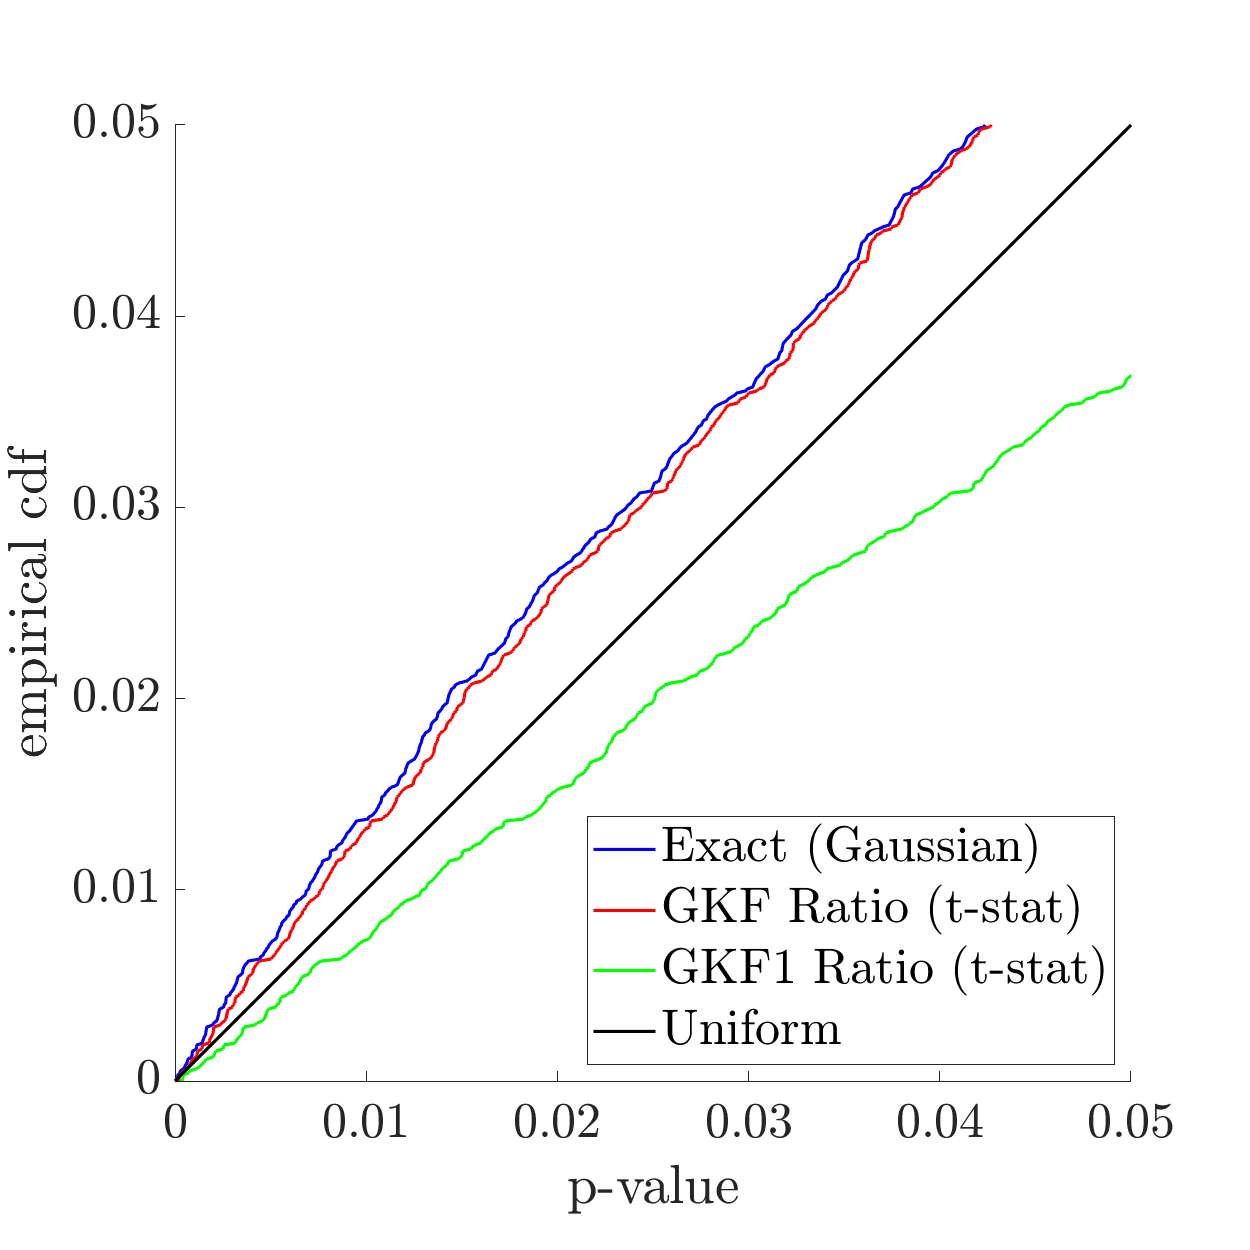 0.05
0.04
0.03
0.02
0.01
0
empirical cdf
Exact (Gaussian)
GKF Ratio (t-stat)
GKF1 Ratio (t-stat)
Uniform
0 0.01 0.02 0.03 0.04 0.05
p-value